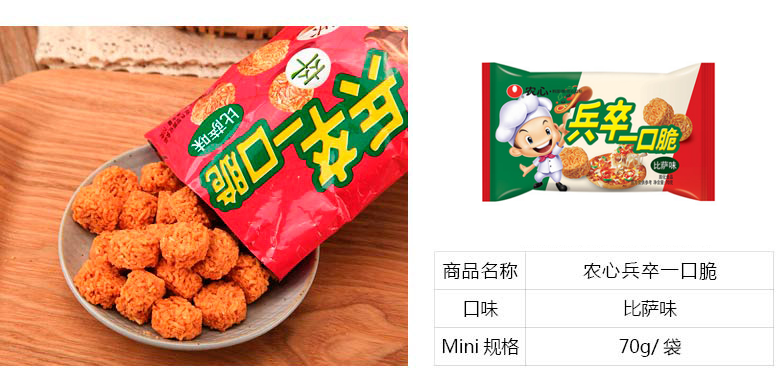 兵卒一口脆
卒
比萨味
农心
兵卒一口脆
比萨味
商品名称 农心兵卒一口脆
口味 比萨味
Mini 规格 70g/ 袋